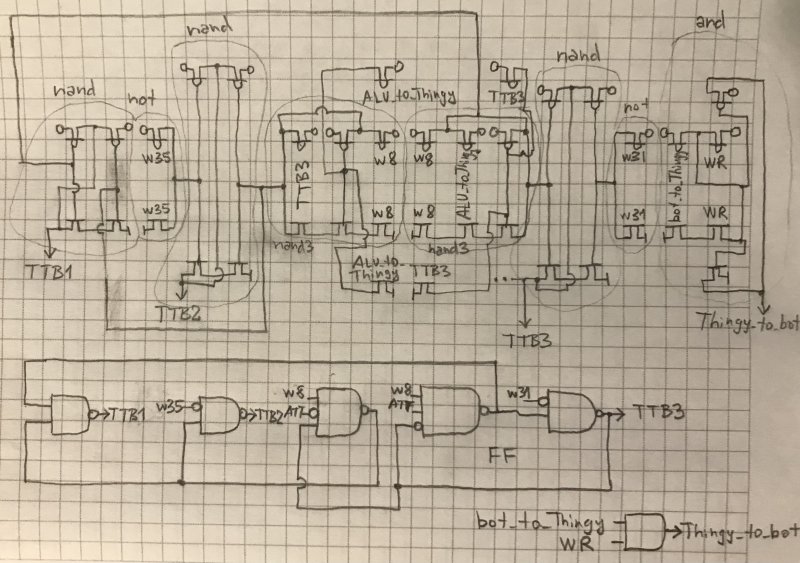 nand
nand
and
nand
not
ALU_to_Thingy
TTB3
not
w35
TTB3
w8
w8
ALU_to_Thingy
w31
bot_to_Thingy
WR
w35
w8
w8
w31
WR
nand3
hand3
ALU_to_
Thingy
TTB3
...
TTB1
TTB2
TTB3
Thingy_to_bot
w8
ATT
w8
ATT
w31
TTB1
w35
TTB2
TTB3
FF
bot_to_Thingy
WR
Thingy_to_bot